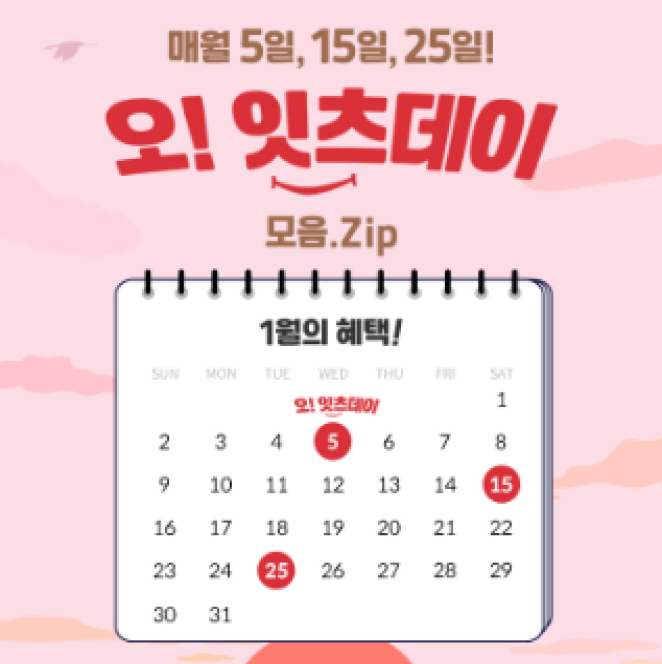 매월 5일, 15일, 25일!
오! 잇츠데이
모음.Zip
1월의 혜택!
SUN MON TUE WED THU FRI SAT
오! 잇츠데이 1
2 3 4 5 6 7 8
9 10 11 12 13 14 15
16 17 18 19 20 21 22
23 24 25 26 27 28 29
30 31